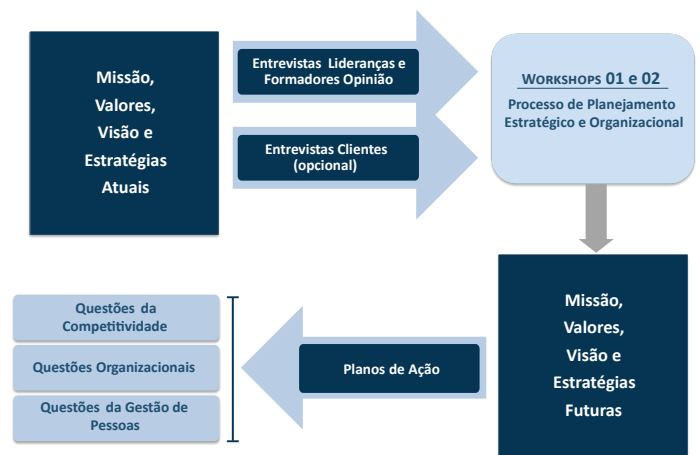 Missão,
Valores,
Visão e
Estratégias
Atuais
Entrevistas Lideranças e
Formadores Opinião
Entrevistas Clientes
(opcional)
WORKSHOPS 01 e 02
Processo de Planejamento
Estratégico e Organizacional
Missão,
Valores,
Visão e
Estratégias
Futuras
Planos de Ação
Questões da
Competitividade
Questões Organizacionais
Questões da Gestão de
Pessoas